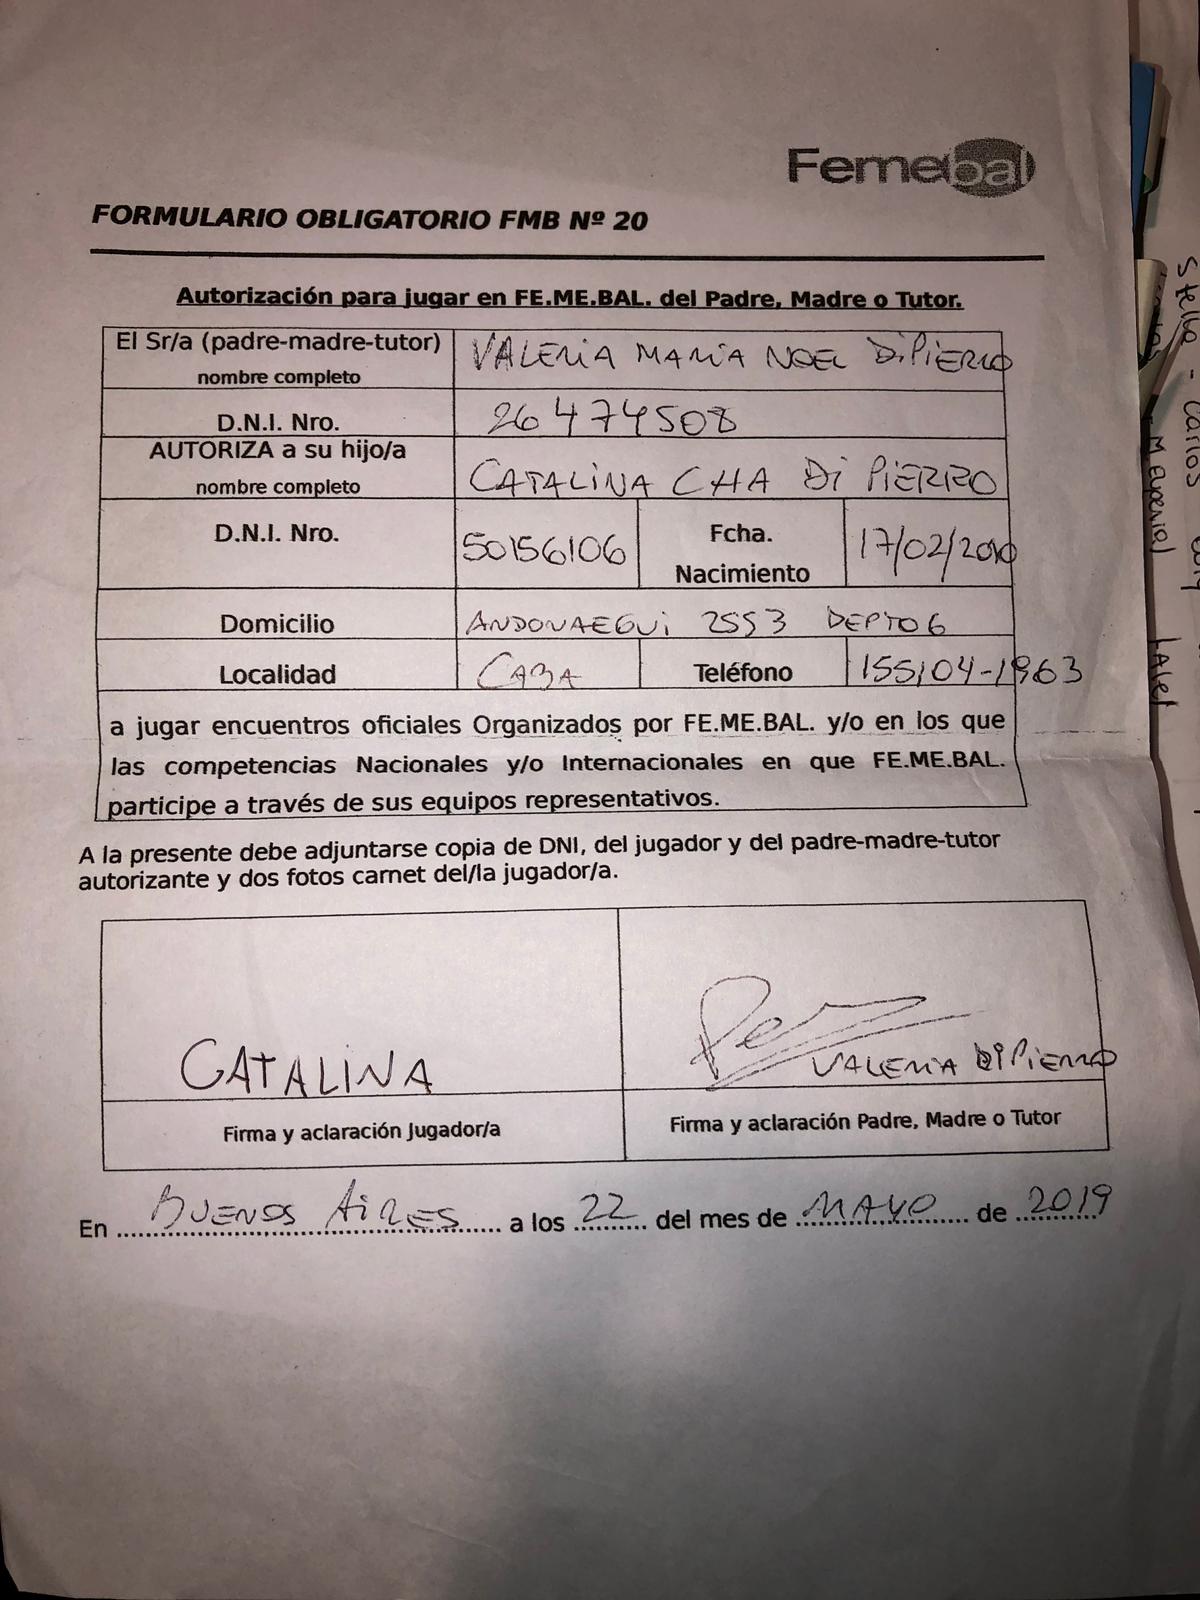 Femebal
FORMULARIO OBLIGATORIO FMB Nº 20
Autorización para jugar en FE.ME.BAL. del Padre, Madre o Tutor.
El Sr/a (padre-madre-tutor) nombre completo VALERIA MARIA NOEL DiPiERRO
D.N.I. Nro. 26474508
AUTORIZA a su hijo/a nombre completo CATALiNA CHA Di PiERRO
D.N.I. Nro. 50156106 Fcha. Nacimiento 17/02/2010
Domicilio ANDONAEGUi 2553 DEPTO 6
Localidad CABA Teléfono 155104-1963
a jugar encuentros oficiales Organizados por FE.ME.BAL. y/o en los que
las competencias Nacionales y/o Internacionales en que FE.ME.BAL.
participe a través de sus equipos representativos.
A la presente debe adjuntarse copia de DNI, del jugador y del padre-madre-tutor
autorizante y dos fotos carnet del/la jugador/a.
CATALINA
VALERIA DiPiERRO
Firma y aclaración Jugador/a
Firma y aclaración Padre, Madre o Tutor
En BUENOS AiRES a los 22 del mes de MAYO de 2019
Stella - Carlos